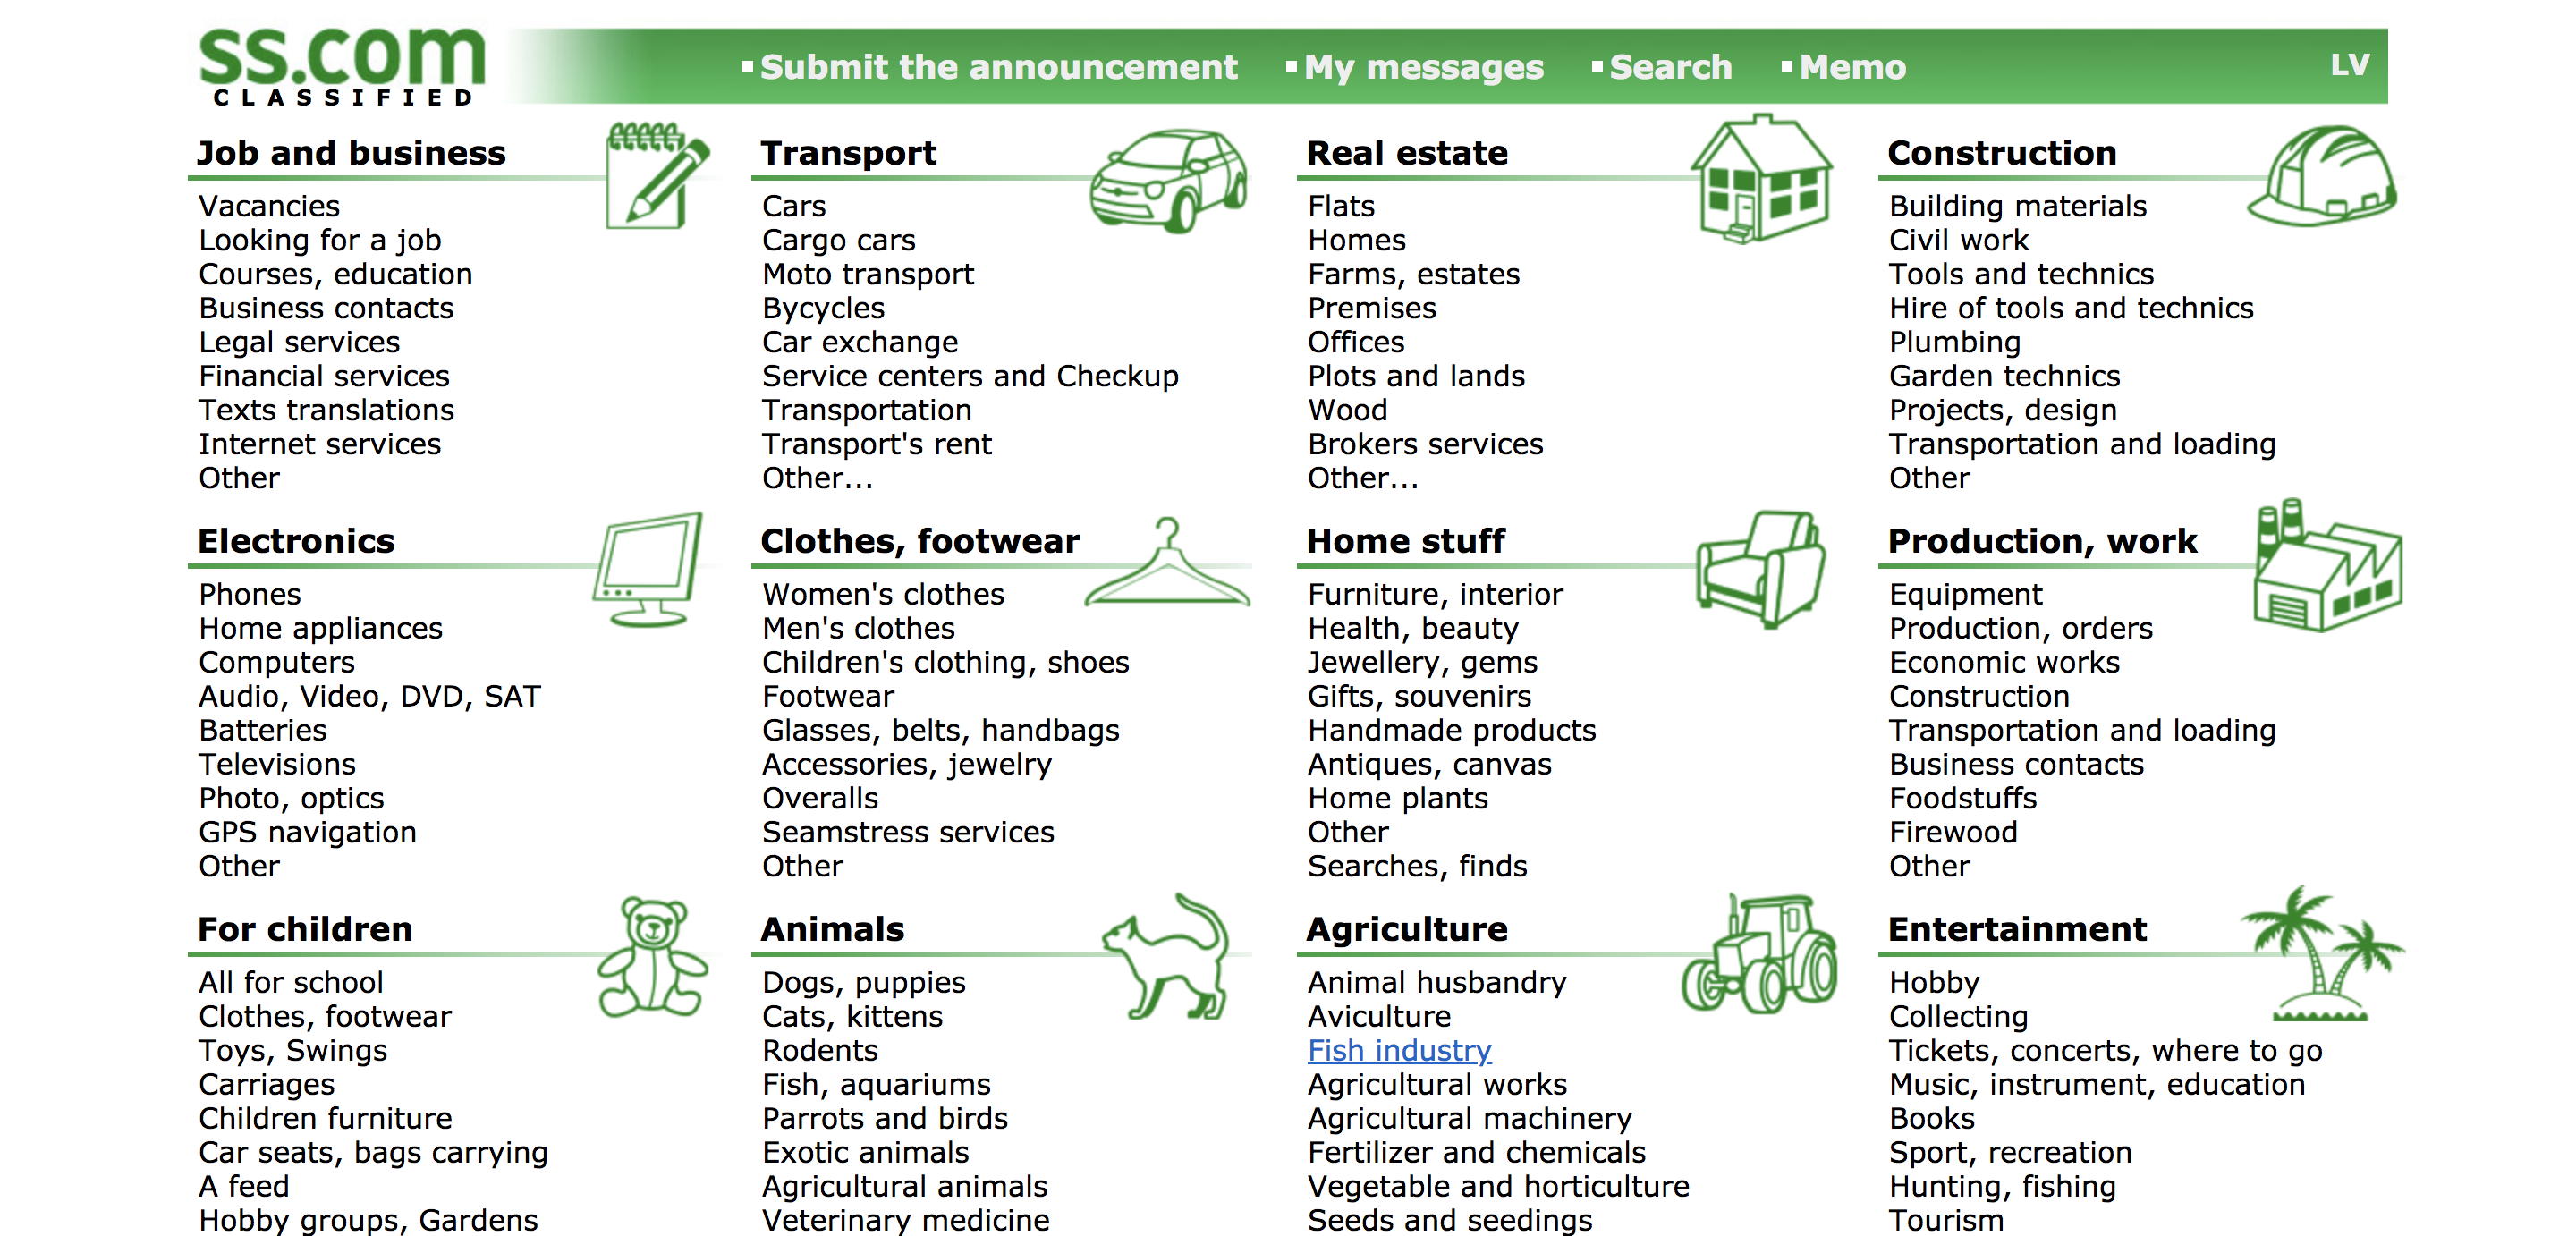 ss.com
CLASSIFIED
Submit the announcement
My messages
Search
Memo
LV
Job and business
Vacancies
Looking for a job
Courses, education
Business contacts
Legal services
Financial services
Texts translations
Internet services
Other
Transport
Cars
Cargo cars
Moto transport
Bycycles
Car exchange
Service centers and Checkup
Transportation
Transport's rent
Other...
Real estate
Flats
Homes
Farms, estates
Premises
Offices
Plots and lands
Wood
Brokers services
Other...
Construction
Building materials
Civil work
Tools and technics
Hire of tools and technics
Plumbing
Garden technics
Projects, design
Transportation and loading
Other
Electronics
Phones
Home appliances
Computers
Audio, Video, DVD, SAT
Batteries
Televisions
Photo, optics
GPS navigation
Other
Clothes, footwear
Women's clothes
Men's clothes
Children's clothing, shoes
Footwear
Glasses, belts, handbags
Accessories, jewelry
Overalls
Seamstress services
Other
Home stuff
Furniture, interior
Health, beauty
Jewellery, gems
Gifts, souvenirs
Handmade products
Antiques, canvas
Home plants
Other
Searches, finds
Production, work
Equipment
Production, orders
Economic works
Construction
Transportation and loading
Business contacts
Foodstuffs
Firewood
Other
For children
All for school
Clothes, footwear
Toys, Swings
Carriages
Children furniture
Car seats, bags carrying
A feed
Hobby groups, Gardens
Animals
Dogs, puppies
Cats, kittens
Rodents
Fish, aquariums
Parrots and birds
Exotic animals
Agricultural animals
Veterinary medicine
Agriculture
Animal husbandry
Aviculture
Fish industry
Agricultural works
Agricultural machinery
Fertilizer and chemicals
Vegetable and horticulture
Seeds and seedings
Entertainment
Hobby
Collecting
Tickets, concerts, where to go
Music, instrument, education
Books
Sport, recreation
Hunting, fishing
Tourism